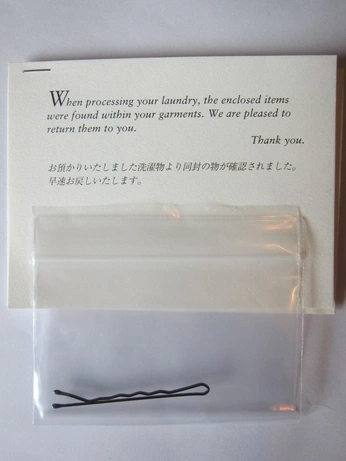 When processing your laundry, the enclosed items
were found within your garments. We are pleased to
return them to you.
Thank you.
お預かりいたしました洗濯物より同封の物が確認されました。
早速お戻しいたします。